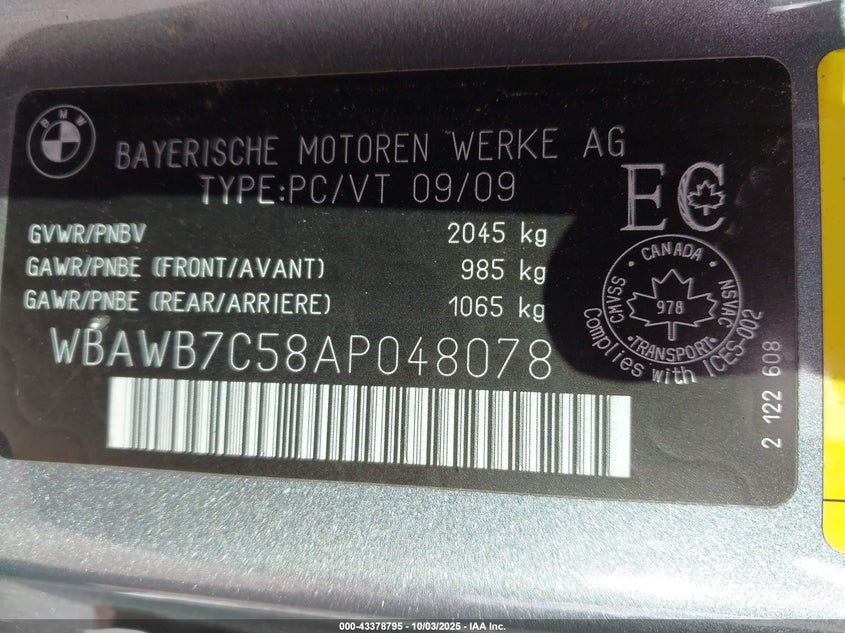 BMW
BAYERISCHE MOTOREN WERKE AG
TYPE:PC/VT 09/09
EC
GVWR/PNBV 2045 kg
GAWR/PNBE (FRONT/AVANT) 985 kg
GAWR/PNBE (REAR/ARRIERE) 1065 kg
WBAWB7C58AP048078
CANADA
CMVSS
NSVAC
978
TRANSPORT
Complies with ICES-002
2 122 608
000-43378795 - 10/03/2025 - IAA Inc.